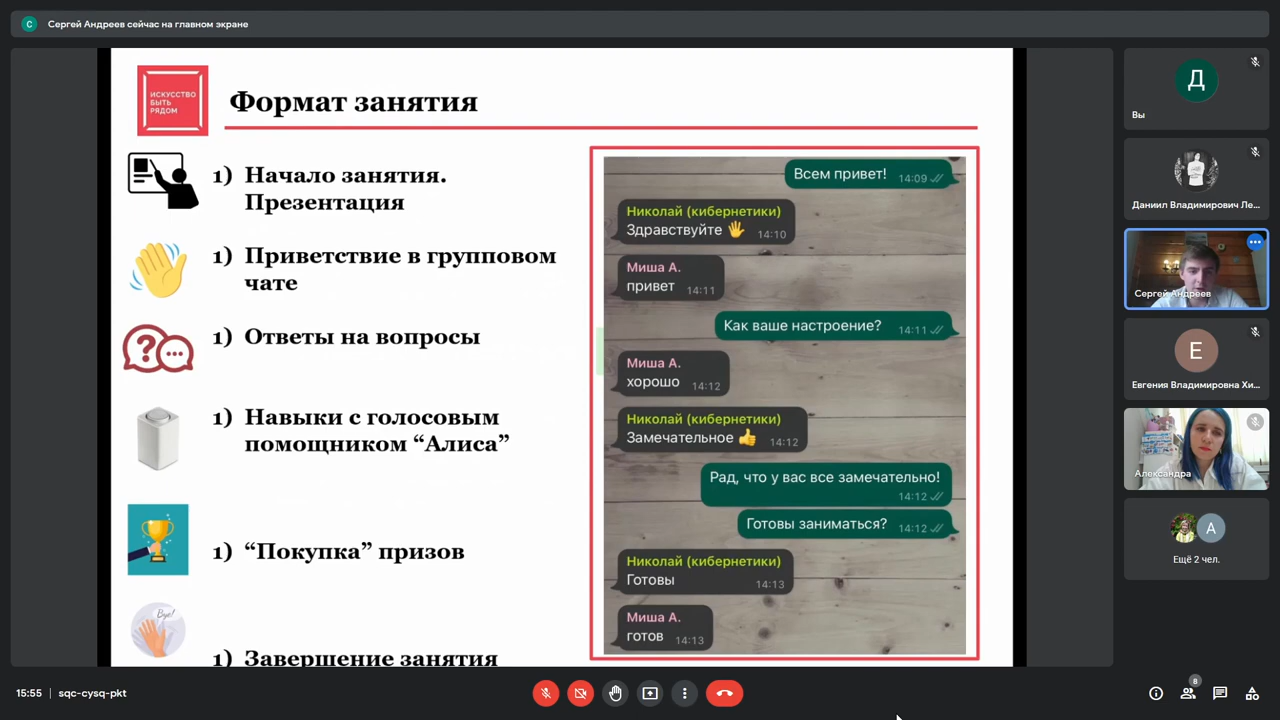 С
Сергей Андреев сейчас на главном экране
ИСКУССТВО
БЫТЬ
РЯДОМ
Формат занятия
1) Начало занятия.
Презентация
1) Приветствие в групповом
чате
1) Ответы на вопросы
1) Навыки с голосовым
помощником “Алиса”
1) “Покупка” призов
Bye!
1) Завершение занятия
Всем привет! 14:09
Николай (кибернетики)
Здравствуйте 🖐 14:10
Миша А.
привет 14:11
Как ваше настроение? 14:11
Миша А.
хорошо 14:12
Николай (кибернетики)
Замечательное 👍 14:12
Рад, что у вас все замечательно!
14:12
Готовы заниматься? 14:12
Николай (кибернетики)
Готовы 14:13
Миша А.
готов 14:13
Д
Вы
Даниил Владимирович Ле...
Сергей Андреев
Е
Евгения Владимировна Хи...
Александра
А
Ещё 2 чел.
15:55 | sqc-cysq-pkt
8